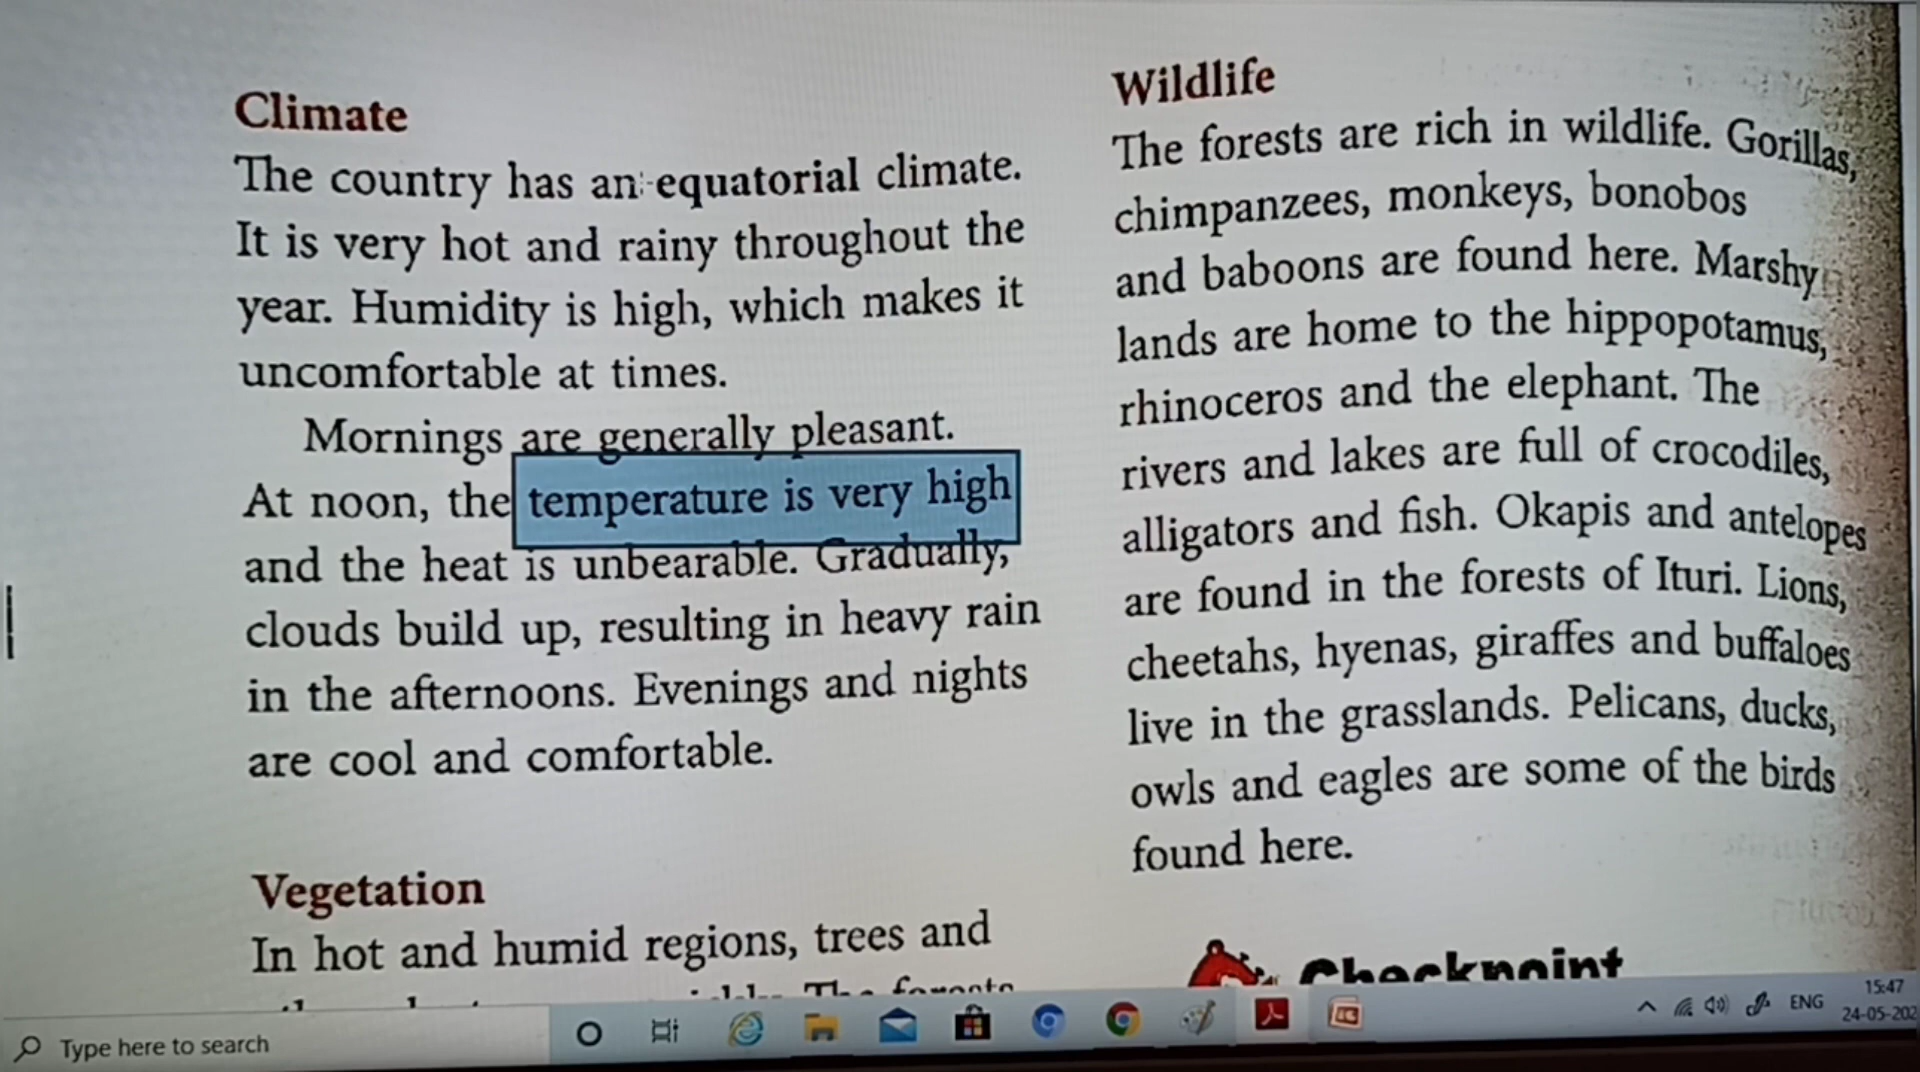 Climate
The country has an equatorial climate.
It is very hot and rainy throughout the
year. Humidity is high, which makes it
uncomfortable at times.
Mornings are generally pleasant.
At noon, the temperature is very high
and the heat is unbearable. Gradually,
clouds build up, resulting in heavy rain
in the afternoons. Evenings and nights
are cool and comfortable.
Vegetation
In hot and humid regions, trees and
Wildlife
The forests are rich in wildlife. Gorillas,
chimpanzees, monkeys, bonobos
and baboons are found here. Marshy
lands are home to the hippopotamus,
rhinoceros and the elephant. The
rivers and lakes are full of crocodiles,
alligators and fish. Okapis and antelopes
are found in the forests of Ituri. Lions,
cheetahs, hyenas, giraffes and buffaloes
live in the grasslands. Pelicans, ducks,
owls and eagles are some of the birds
found here.
Checkpoint
Type here to search
ENG
15:47
24-05-202